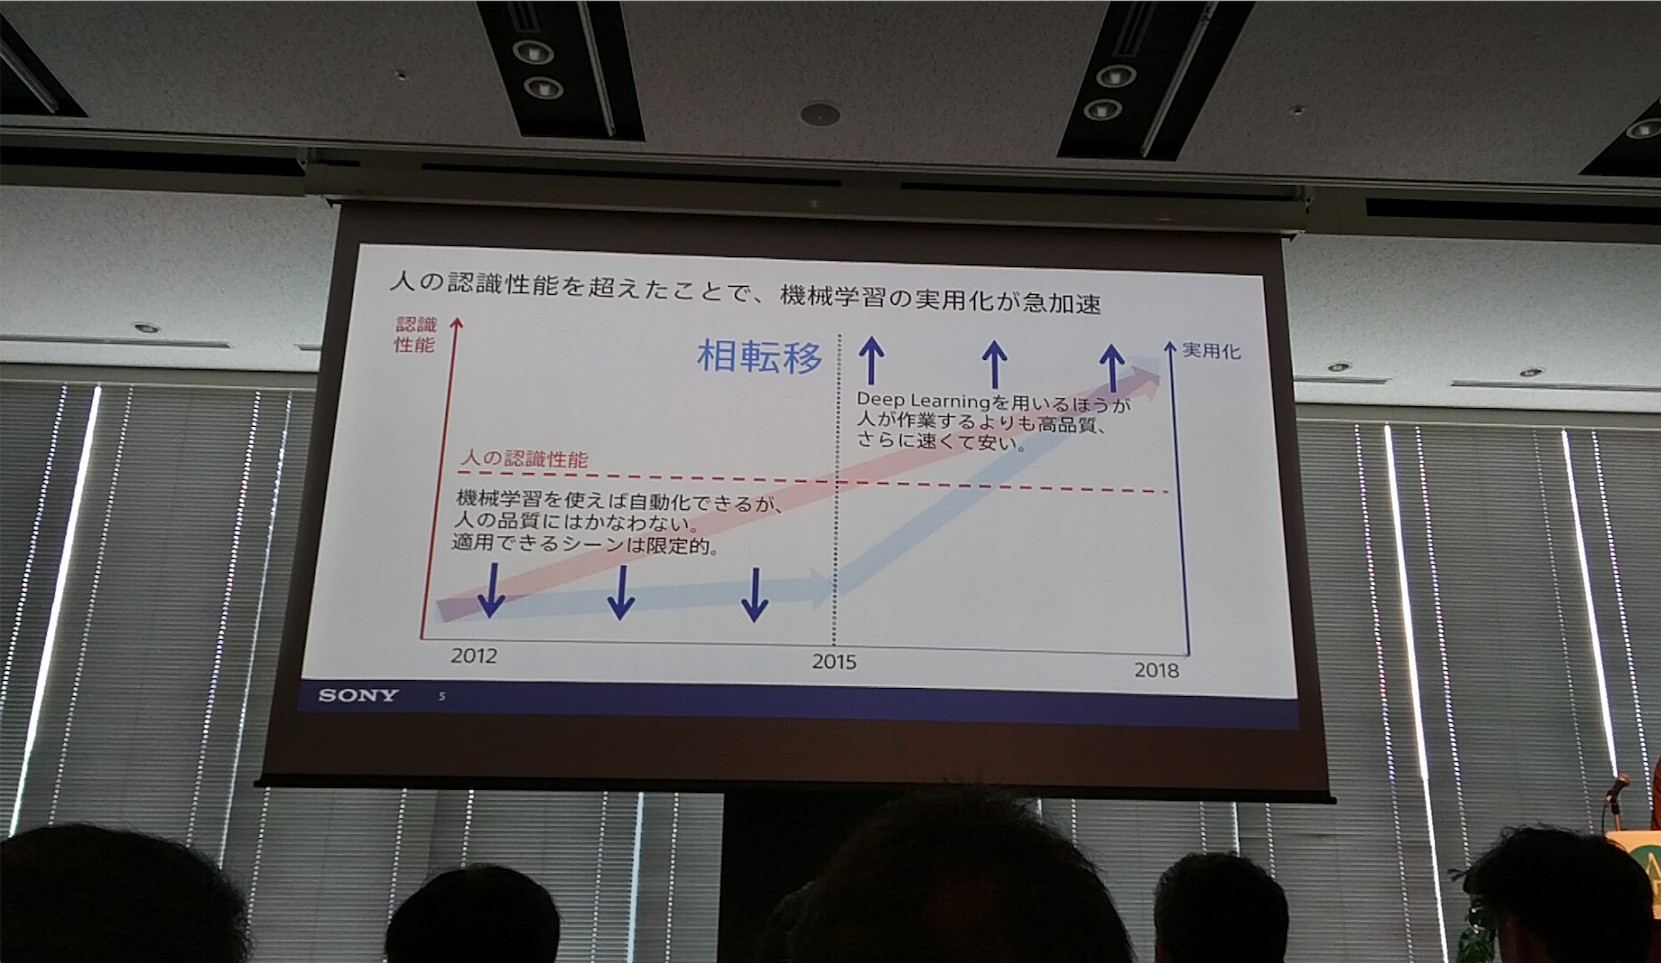 人の認識性能を超えたことで、機械学習の実用化が急加速
認識
性能
相転移
実用化
Deep Learningを用いるほうが
人が作業するよりも高品質、
さらに速くて安い。
人の認識性能
機械学習を使えば自動化できるが、
人の品質にはかなわない。
適用できるシーンは限定的。
2012
2015
2018
SONY
5